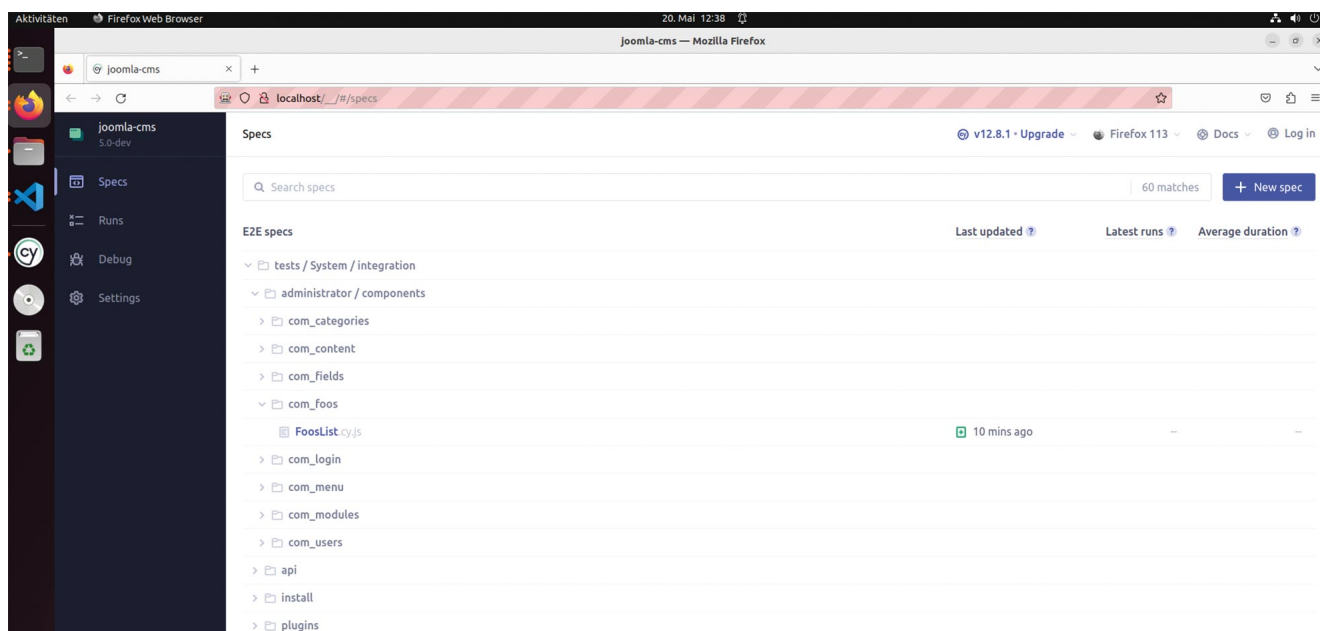 Aktivitäten Firefox Web Browser 20. Mai 12:38
joomla-cms — Mozilla Firefox
joomla-cms × +
localhost/__/#/specs
joomla-cms
5.0-dev
Specs
Runs
Debug
Settings
Specs v12.8.1 • Upgrade Firefox 113 Docs Log in
Search specs 60 matches + New spec
E2E specs Last updated ? Latest runs ? Average duration ?
tests / System / integration
administrator / components
com_categories
com_content
com_fields
com_foos
FoosList.cy.js 10 mins ago -- --
com_login
com_menu
com_modules
com_users
api
install
plugins
>_
cy